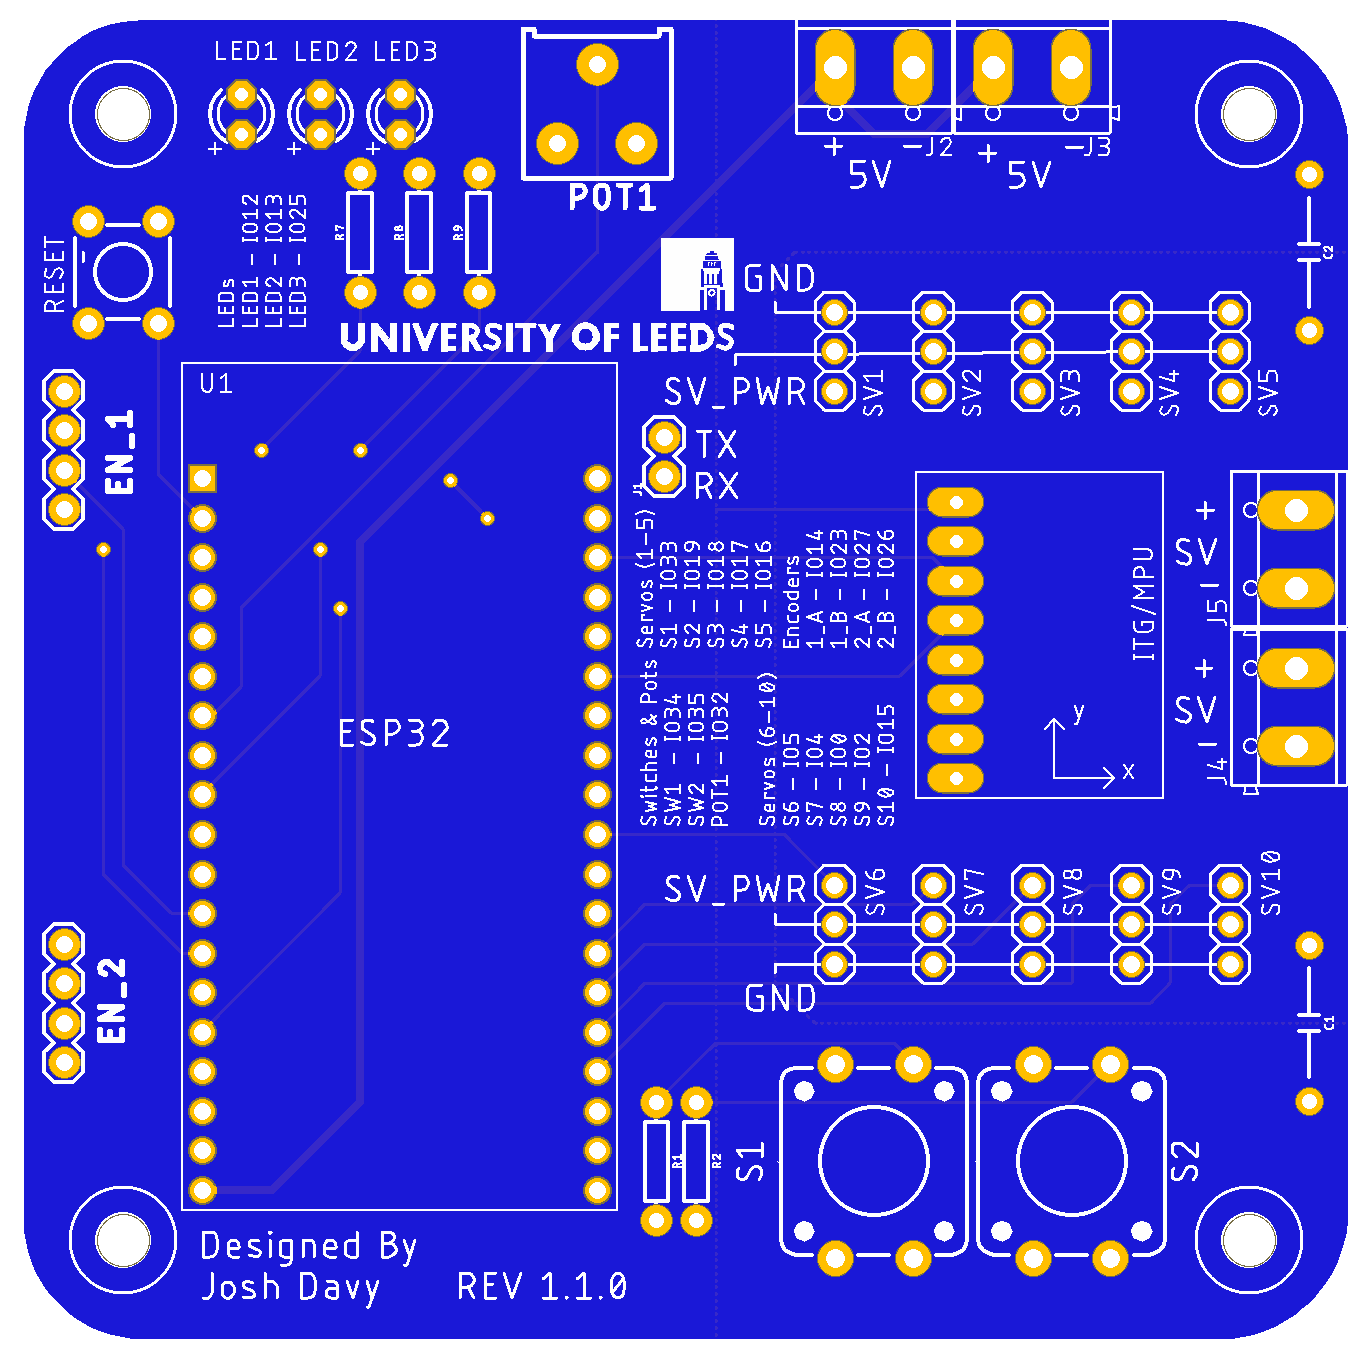 LED1 LED2 LED3
+ + +
POT1
+ -J2 + -J3
5V 5V
R7 R8 R9
RESET
LEDs
LED1 - IO12
LED2 - IO13
LED3 - IO25
C2
GND
UNIVERSITY OF LEEDS
SV_PWR
SV1 SV2 SV3 SV4 SV5
U1
EN_1
TX
RX
J1
Servos (1-5)
S1 - IO33
S2 - IO19
S3 - IO18
S4 - IO17
S5 - IO16
Encoders
1_A - IO14
1_B - IO23
2_A - IO27
2_B - IO26
ITG/MPU
+
SV
-
J5
+
SV
-
J4
y
x
ESP32
Switches & Pots
SW1 - IO34
SW2 - IO35
POT1 - IO32
Servos (6-10)
S6 - IO5
S7 - IO4
S8 - IO0
S9 - IO2
S10 - IO15
SV_PWR
SV6 SV7 SV8 SV9 SV10
GND
EN_2
C1
R1 R2
S1
S2
Designed By
Josh Davy
REV 1.1.0